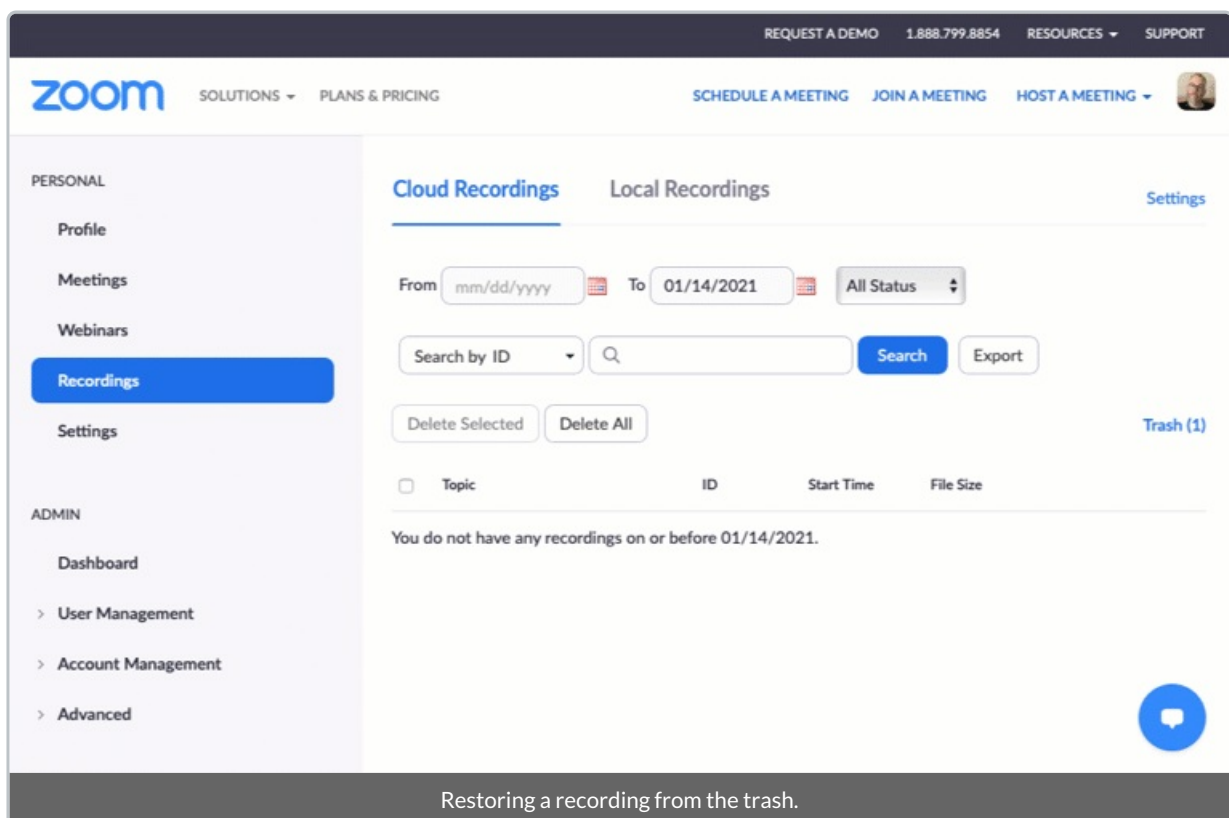 REQUEST A DEMO 1.888.799.8854 RESOURCES SUPPORT
zoom SOLUTIONS PLANS & PRICING SCHEDULE A MEETING JOIN A MEETING HOST A MEETING
PERSONAL
Profile
Meetings
Webinars
Recordings
Settings
ADMIN
Dashboard
User Management
Account Management
Advanced
Cloud Recordings Local Recordings Settings
From mm/dd/yyyy To 01/14/2021 All Status
Search by ID Search Export
Delete Selected Delete All Trash (1)
Topic ID Start Time File Size
You do not have any recordings on or before 01/14/2021.
Restoring a recording from the trash.